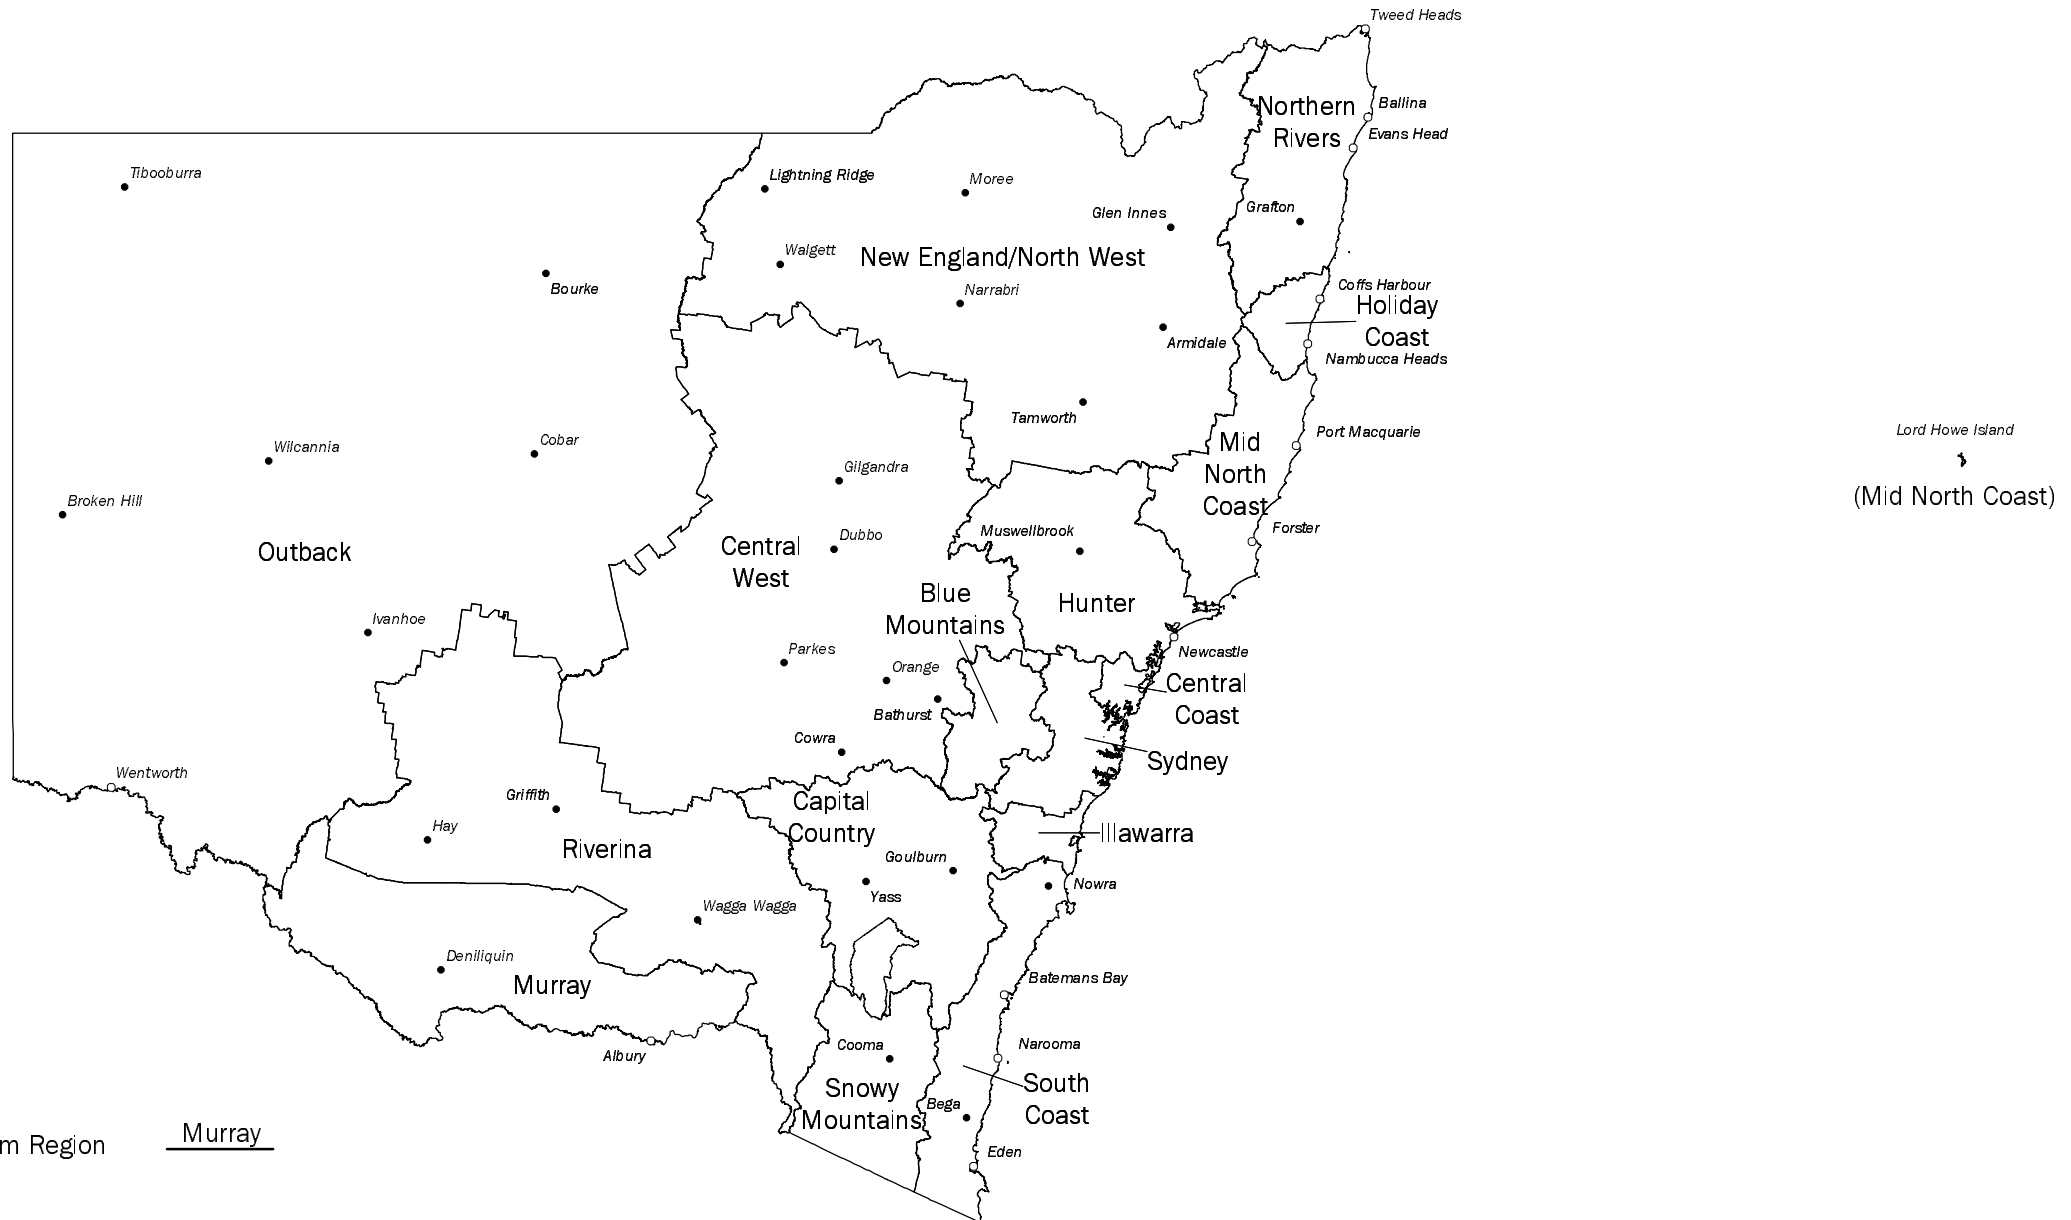 Tweed Heads
Northern
Rivers
Ballina
Evans Head
Tibooburra
Lightning Ridge
Moree
Glen Innes
Grafton
Walgett
New England/North West
Bourke
Narrabri
Coffs Harbour
Holiday
Coast
Armidale
Nambucca Heads
Tamworth
Mid
North
Coast
Port Macquarie
Lord Howe Island
(Mid North Coast)
Wilcannia
Cobar
Gilgandra
Broken Hill
Outback
Central
West
Dubbo
Muswellbrook
Forster
Blue
Mountains
Hunter
Ivanhoe
Parkes
Orange
Newcastle
Central
Coast
Bathurst
Cowra
Sydney
Wentworth
Griffith
Capital
Country
Hay
Riverina
Illawarra
Goulburn
Yass
Nowra
Wagga Wagga
Deniliquin
Murray
Batemans Bay
Albury
Cooma
Narooma
Snowy
Mountains
South
Coast
Bega
Eden
m Region
Murray